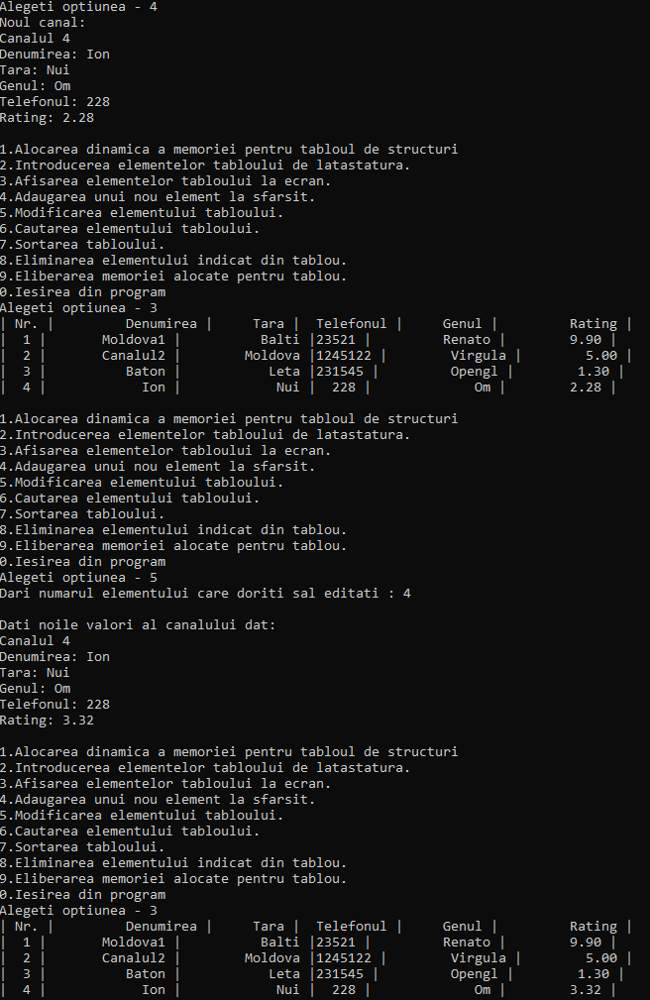 Alegeti optiunea - 4
Noul canal:
Canalul 4
Denumirea: Ion
Tara: Nui
Genul: Om
Telefonul: 228
Rating: 2.28

1.Alocarea dinamica a memoriei pentru tabloul de structuri
2.Introducerea elementelor tabloului de latastatura.
3.Afisarea elementelor tabloului la ecran.
4.Adaugarea unui nou element la sfarsit.
5.Modificarea elementului tabloului.
6.Cautarea elementului tabloului.
7.Sortarea tabloului.
8.Eliminarea elementului indicat din tablou.
9.Eliberarea memoriei alocate pentru tablou.
0.Iesirea din program
Alegeti optiunea - 3
| Nr. |         Denumirea |     Tara |  Telefonul |     Genul |         Rating |
|  1 |       Moldova1 |          Balti |23521 |         Renato |        9.90 |
|  2 |       Canalul2 |        Moldova |1245122 |        Virgula |        5.00 |
|  3 |          Baton |           Leta |231545 |         Opengl |        1.30 |
|  4 |            Ion |            Nui |  228 |             Om |        2.28 |

1.Alocarea dinamica a memoriei pentru tabloul de structuri
2.Introducerea elementelor tabloului de latastatura.
3.Afisarea elementelor tabloului la ecran.
4.Adaugarea unui nou element la sfarsit.
5.Modificarea elementului tabloului.
6.Cautarea elementului tabloului.
7.Sortarea tabloului.
8.Eliminarea elementului indicat din tablou.
9.Eliberarea memoriei alocate pentru tablou.
0.Iesirea din program
Alegeti optiunea - 5
Dari numarul elementului care doriti sal editati : 4

Dati noile valori al canalului dat:
Canalul 4
Denumirea: Ion
Tara: Nui
Genul: Om
Telefonul: 228
Rating: 3.32

1.Alocarea dinamica a memoriei pentru tabloul de structuri
2.Introducerea elementelor tabloului de latastatura.
3.Afisarea elementelor tabloului la ecran.
4.Adaugarea unui nou element la sfarsit.
5.Modificarea elementului tabloului.
6.Cautarea elementului tabloului.
7.Sortarea tabloului.
8.Eliminarea elementului indicat din tablou.
9.Eliberarea memoriei alocate pentru tablou.
0.Iesirea din program
Alegeti optiunea - 3
| Nr. |         Denumirea |     Tara |  Telefonul |     Genul |         Rating |
|  1 |       Moldova1 |          Balti |23521 |         Renato |        9.90 |
|  2 |       Canalul2 |        Moldova |1245122 |        Virgula |        5.00 |
|  3 |          Baton |           Leta |231545 |         Opengl |        1.30 |
|  4 |            Ion |            Nui |  228 |             Om |        3.32 |